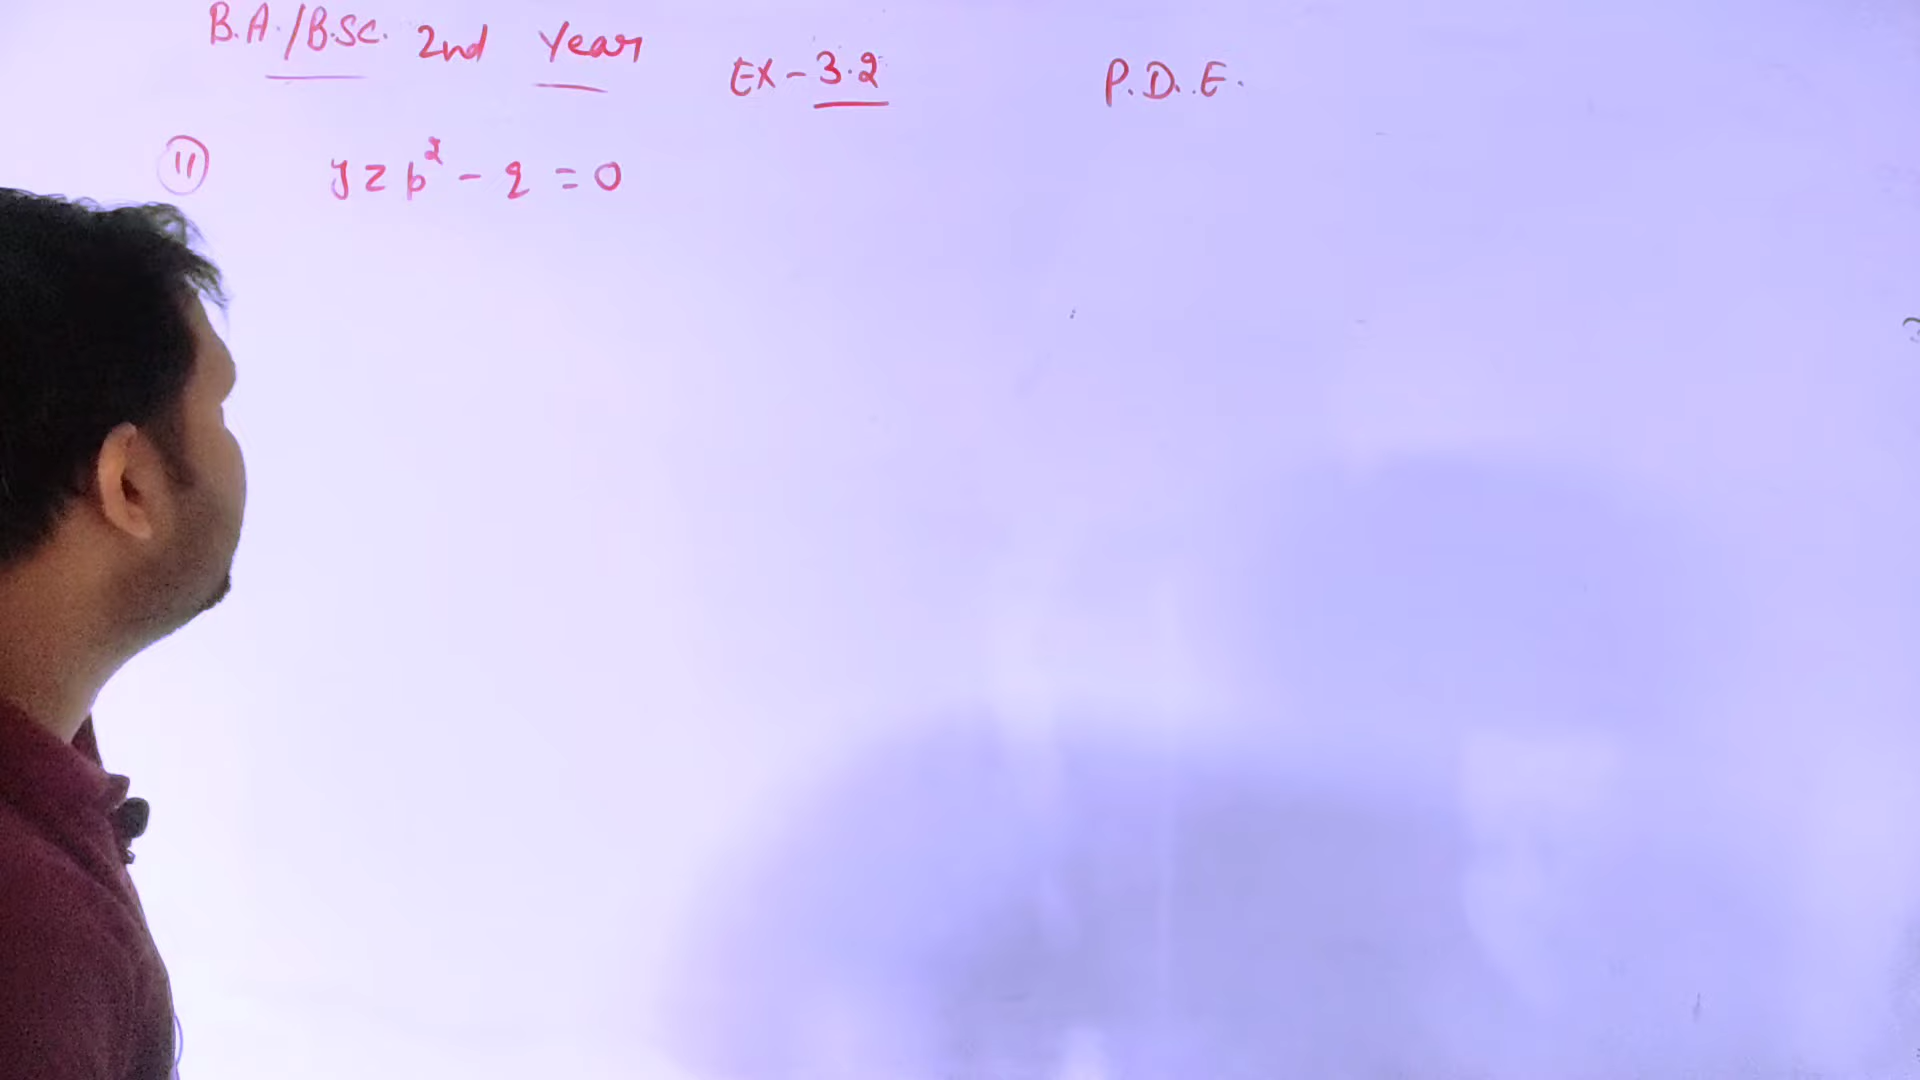 B.A./B.Sc. 2nd Year Ex-3.2 P.D.E.
(11) yzp² - q = 0